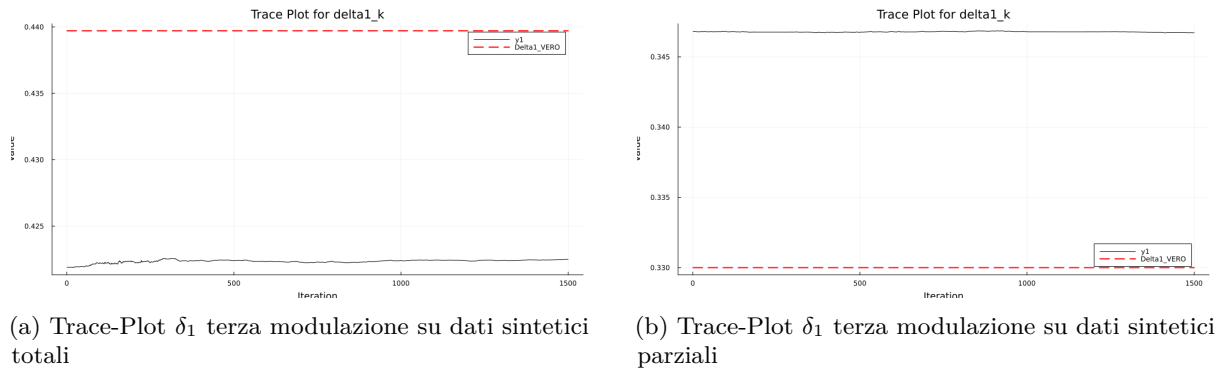 Trace Plot for delta1_k
0.440
y1
Delta1_VERO
0.435
0.430
0.425
0
500
1000
1500
Iteration
(a) Trace-Plot δ₁ terza modulazione su dati sintetici
totali
Trace Plot for delta1_k
0.345
0.340
0.335
y1
Delta1_VERO
0.330
0
500
1000
1500
Iteration
(b) Trace-Plot δ₁ terza modulazione su dati sintetici
parziali